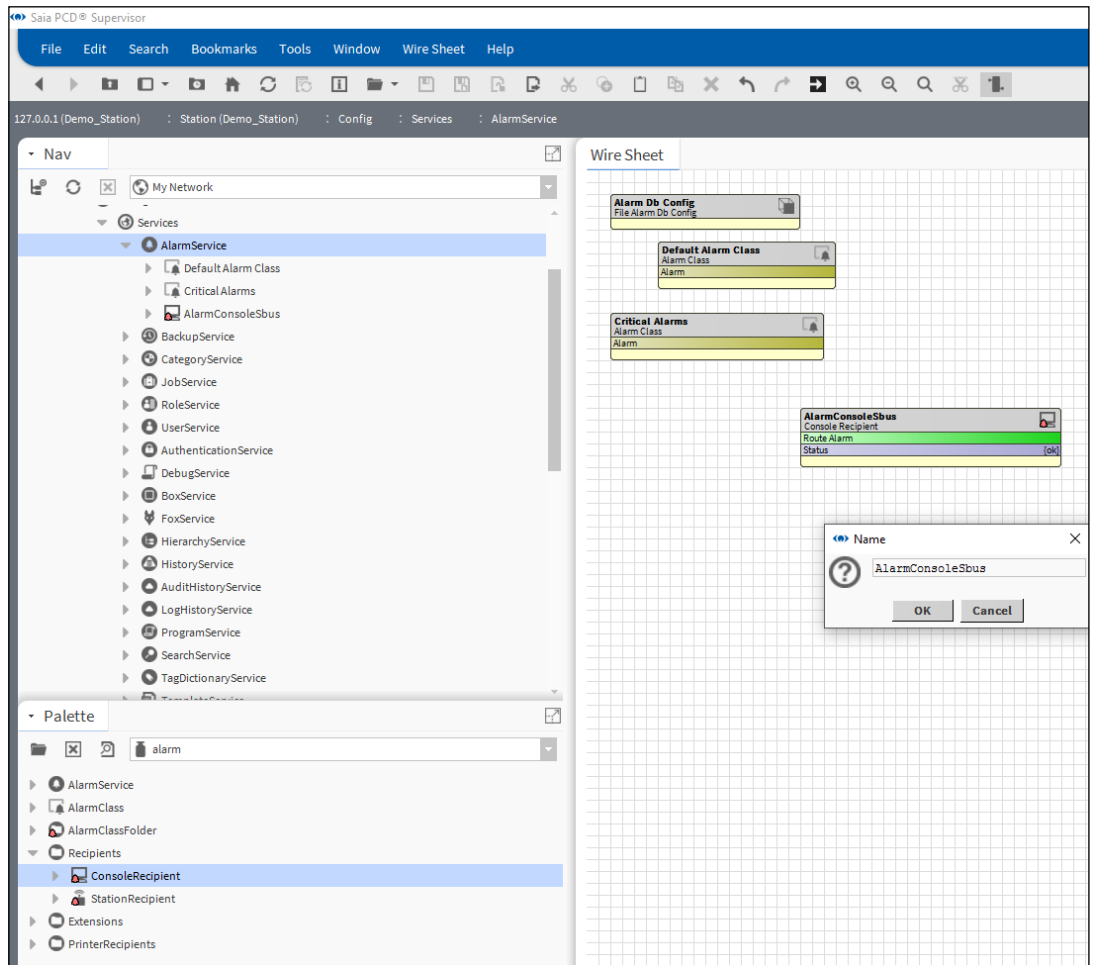 Saia PCD® Supervisor
File Edit Search Bookmarks Tools Window Wire Sheet Help
127.0.0.1 (Demo_Station) : Station (Demo_Station) : Config : Services : AlarmService
Nav
My Network
Services
AlarmService
Default Alarm Class
Critical Alarms
AlarmConsoleSbus
BackupService
CategoryService
JobService
RoleService
UserService
AuthenticationService
DebugService
BoxService
FoxService
HierarchyService
HistoryService
AuditHistoryService
LogHistoryService
ProgramService
SearchService
TagDictionaryService
Palette
alarm
AlarmService
AlarmClass
AlarmClassFolder
Recipients
ConsoleRecipient
StationRecipient
Extensions
PrinterRecipients
Wire Sheet
Alarm Db Config
File Alarm Db Config
Default Alarm Class
Alarm Class
Alarm
Critical Alarms
Alarm Class
Alarm
AlarmConsoleSbus
Console Recipient
Route Alarm
Status {ok}
Name
AlarmConsoleSbus
OK Cancel